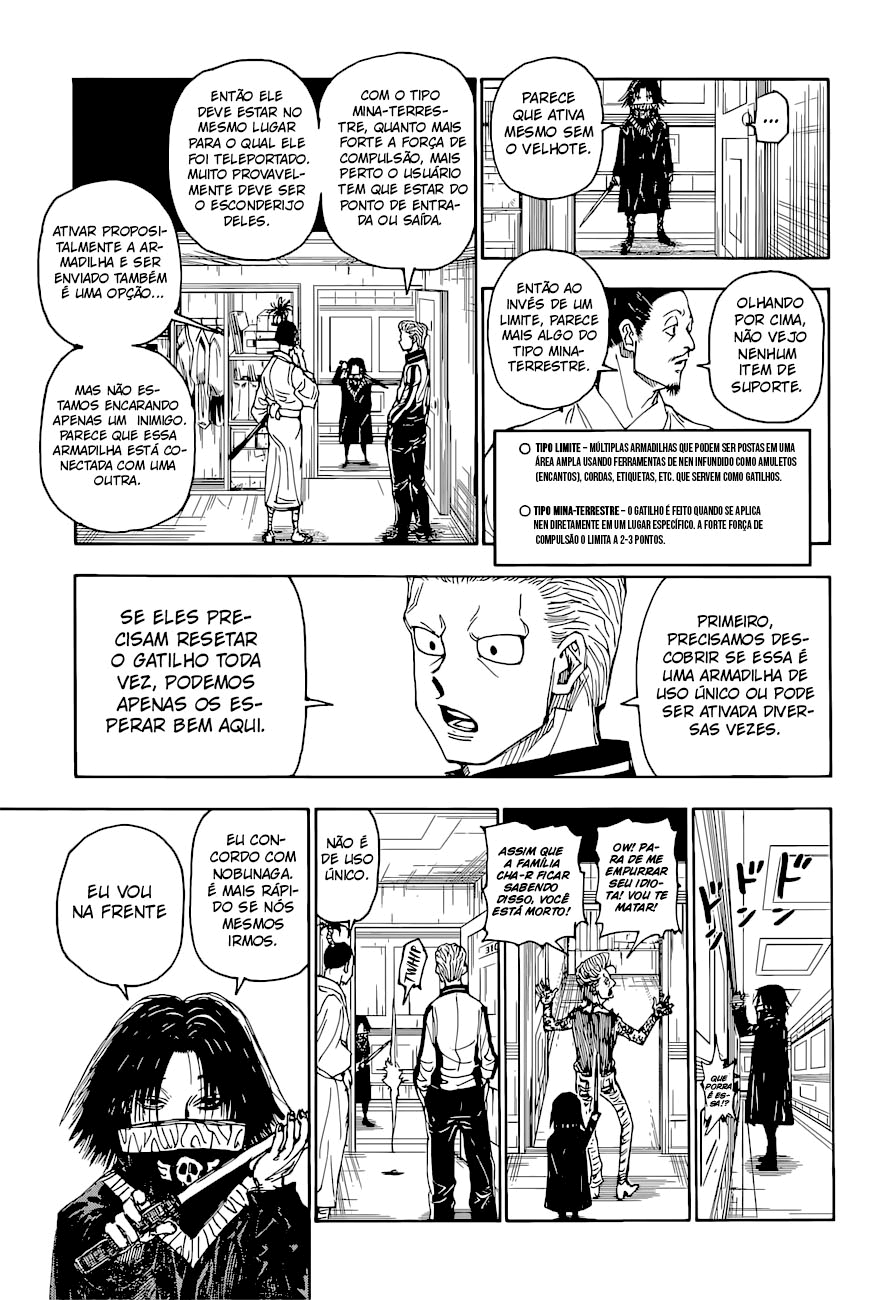 PARECE
QUE ATIVA
MESMO SEM
O VELHOTE.
...
OLHANDO
POR CIMA,
NÃO VEJO
NENHUM
ITEM DE
SUPORTE.
ENTÃO AO
INVÉS DE UM
LIMITE, PARECE
MAIS ALGO DO
TIPO MINA-
TERRESTRE.
TIPO LIMITE – MÚLTIPLAS ARMADILHAS QUE PODEM SER POSTAS EM UMA
ÁREA AMPLA USANDO FERRAMENTAS DE NEN INFUNDIDO COMO AMULETOS
(ENCANTOS), CORDAS, ETIQUETAS, ETC. QUE SERVEM COMO GATILHOS.
TIPO MINA-TERRESTRE – O GATILHO É FEITO QUANDO SE APLICA
NEN DIRETAMENTE EM UM LUGAR ESPECÍFICO. A FORTE FORÇA DE
COMPULSÃO O LIMITA A 2-3 PONTOS.
COM O TIPO
MINA-TERRES-
TRE, QUANTO MAIS
FORTE A FORÇA DE
COMPULSÃO, MAIS
PERTO O USUÁRIO
TEM QUE ESTAR DO
PONTO DE ENTRA-
DA OU SAÍDA.
ENTÃO ELE
DEVE ESTAR NO
MESMO LUGAR
PARA O QUAL ELE
FOI TELEPORTADO.
MUITO PROVAVEL-
MENTE DEVE SER
O ESCONDERIJO
DELES.
ATIVAR PROPOSI-
TALMENTE A AR-
MADILHA E SER
ENVIADO TAMBÉM
É UMA OPÇÃO...
MAS NÃO ES-
TAMOS ENCARANDO
APENAS UM INIMIGO.
PARECE QUE ESSA
ARMADILHA ESTÁ CO-
NECTADA COM UMA
OUTRA.
PRIMEIRO,
PRECISAMOS DES-
COBRIR SE ESSA É
UMA ARMADILHA DE
USO ÚNICO OU PODE
SER ATIVADA DIVER-
SAS VEZES.
SE ELES PRE-
CISAM RESETAR
O GATILHO TODA
VEZ, PODEMOS
APENAS OS ES-
PERAR BEM AQUI.
ドン
ドン
QUE
PORRA
É ES-
SA!?
OW! PA-
RA DE ME
EMPURRAR
SEU IDIO-
TA! VOU TE
MATAR!
ASSIM QUE
A FAMÍLIA
CHA-R FICAR
SABENDO
DISSO, VOCÊ
ESTÁ MORTO!
NÃO É
DE USO
ÚNICO.
TWHIP
EU CON-
CORDO COM
NOBUNAGA.
É MAIS RÁPI-
DO SE NÓS
MESMOS
IRMOS.
EU VOU
NA FRENTE